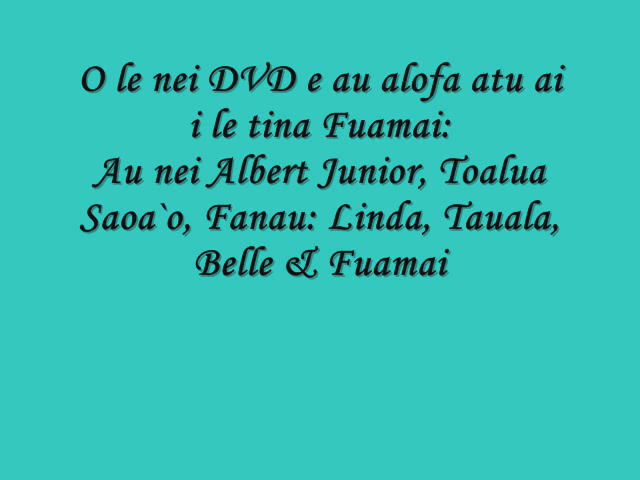 O le nei DVD e au alofa atu ai
i le tina Fuamai:
Au nei Albert Junior, Toalua
Saoa`o, Fanau: Linda, Tauala,
Belle & Fuamai